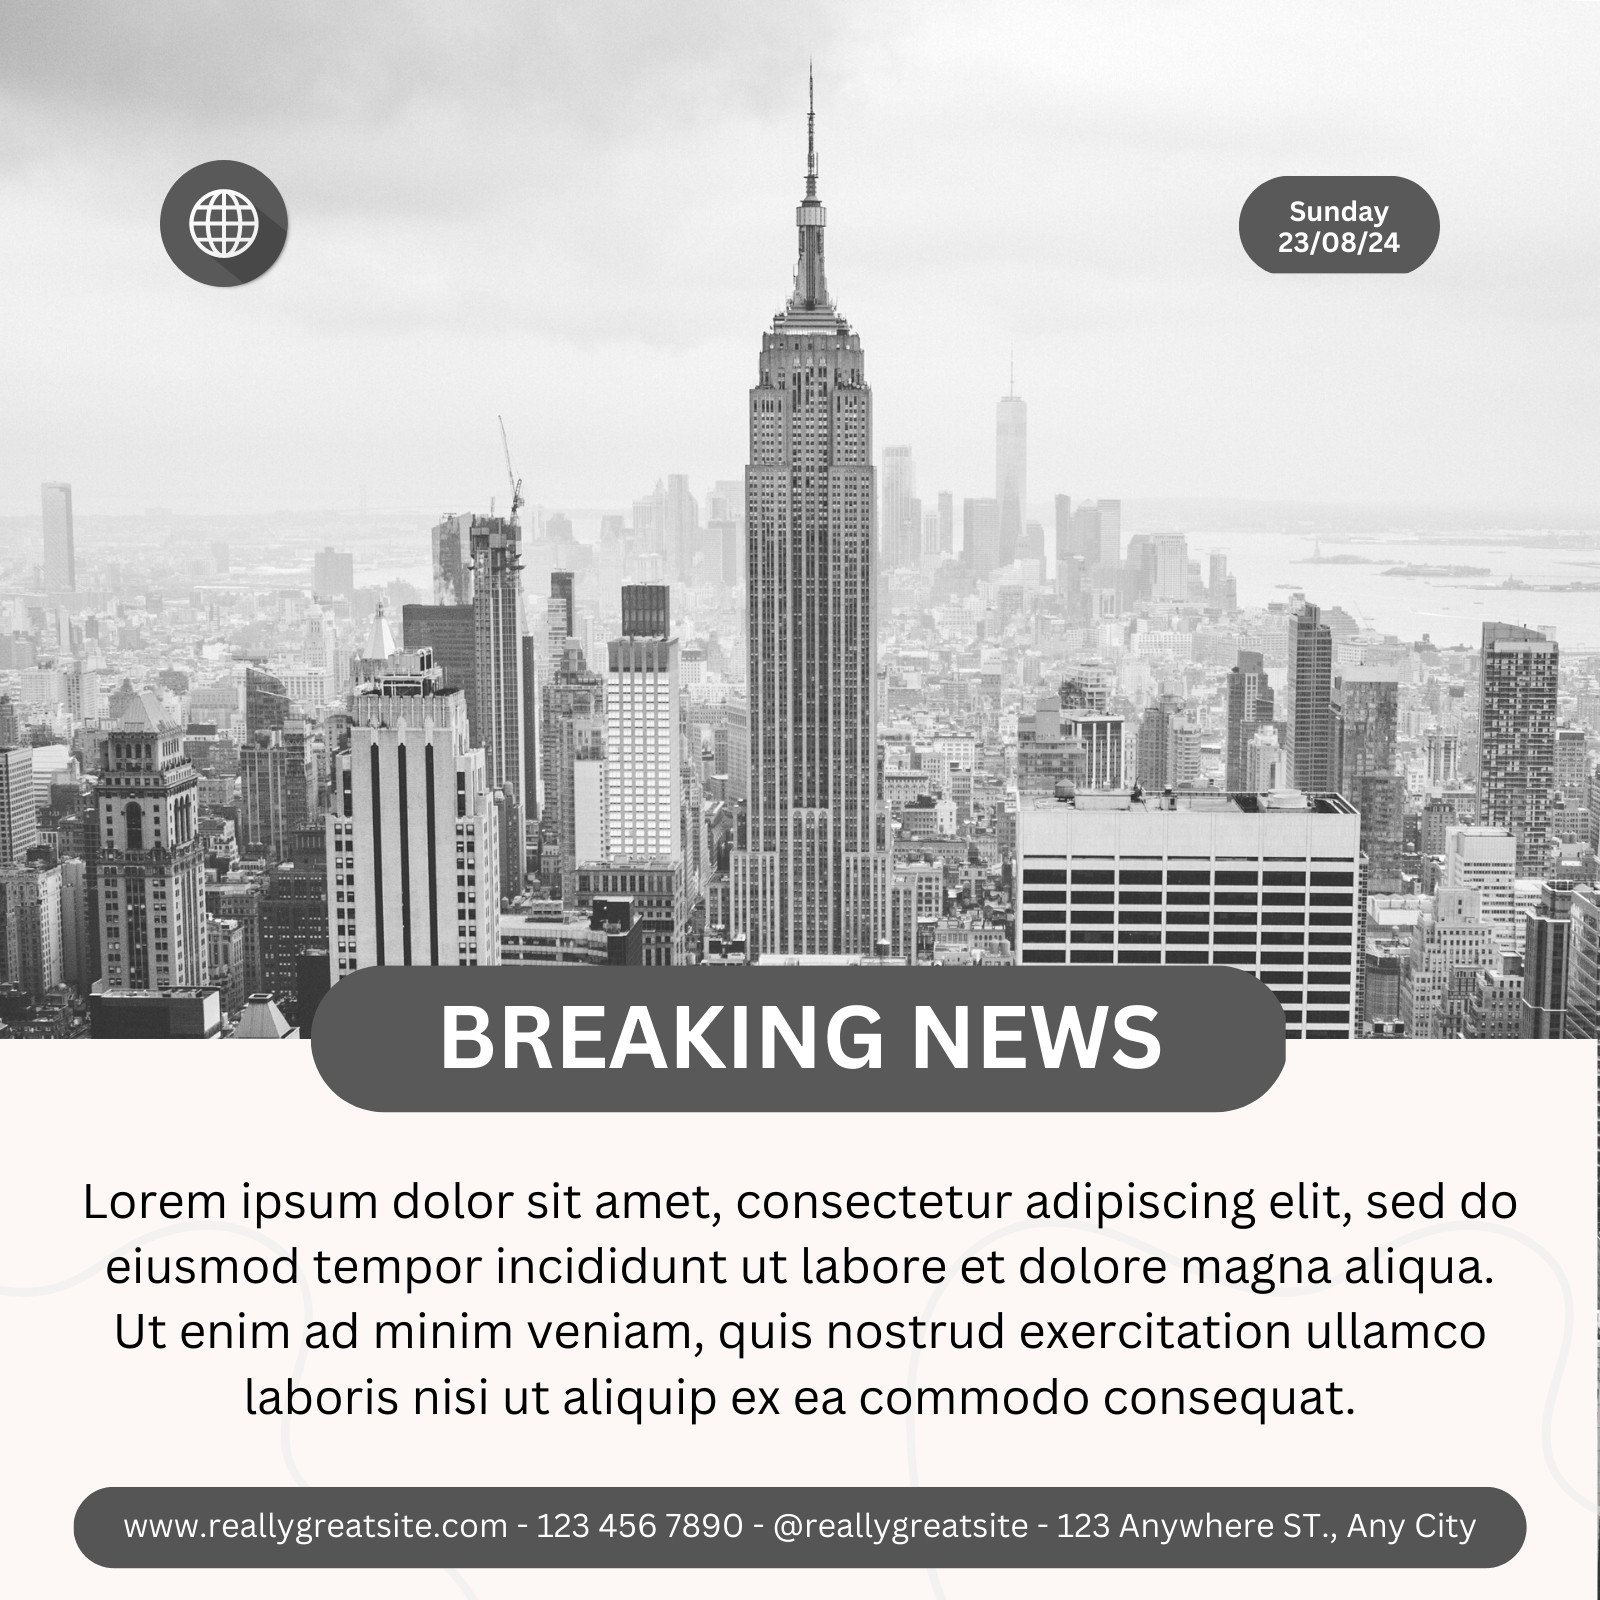 Sunday
23/08/24
BREAKING NEWS
Lorem ipsum dolor sit amet, consectetur adipiscing elit, sed do
eiusmod tempor incididunt ut labore et dolore magna aliqua.
Ut enim ad minim veniam, quis nostrud exercitation ullamco
laboris nisi ut aliquip ex ea commodo consequat.
www.reallygreatsite.com - 123 456 7890 - @reallygreatsite - 123 Anywhere ST., Any City